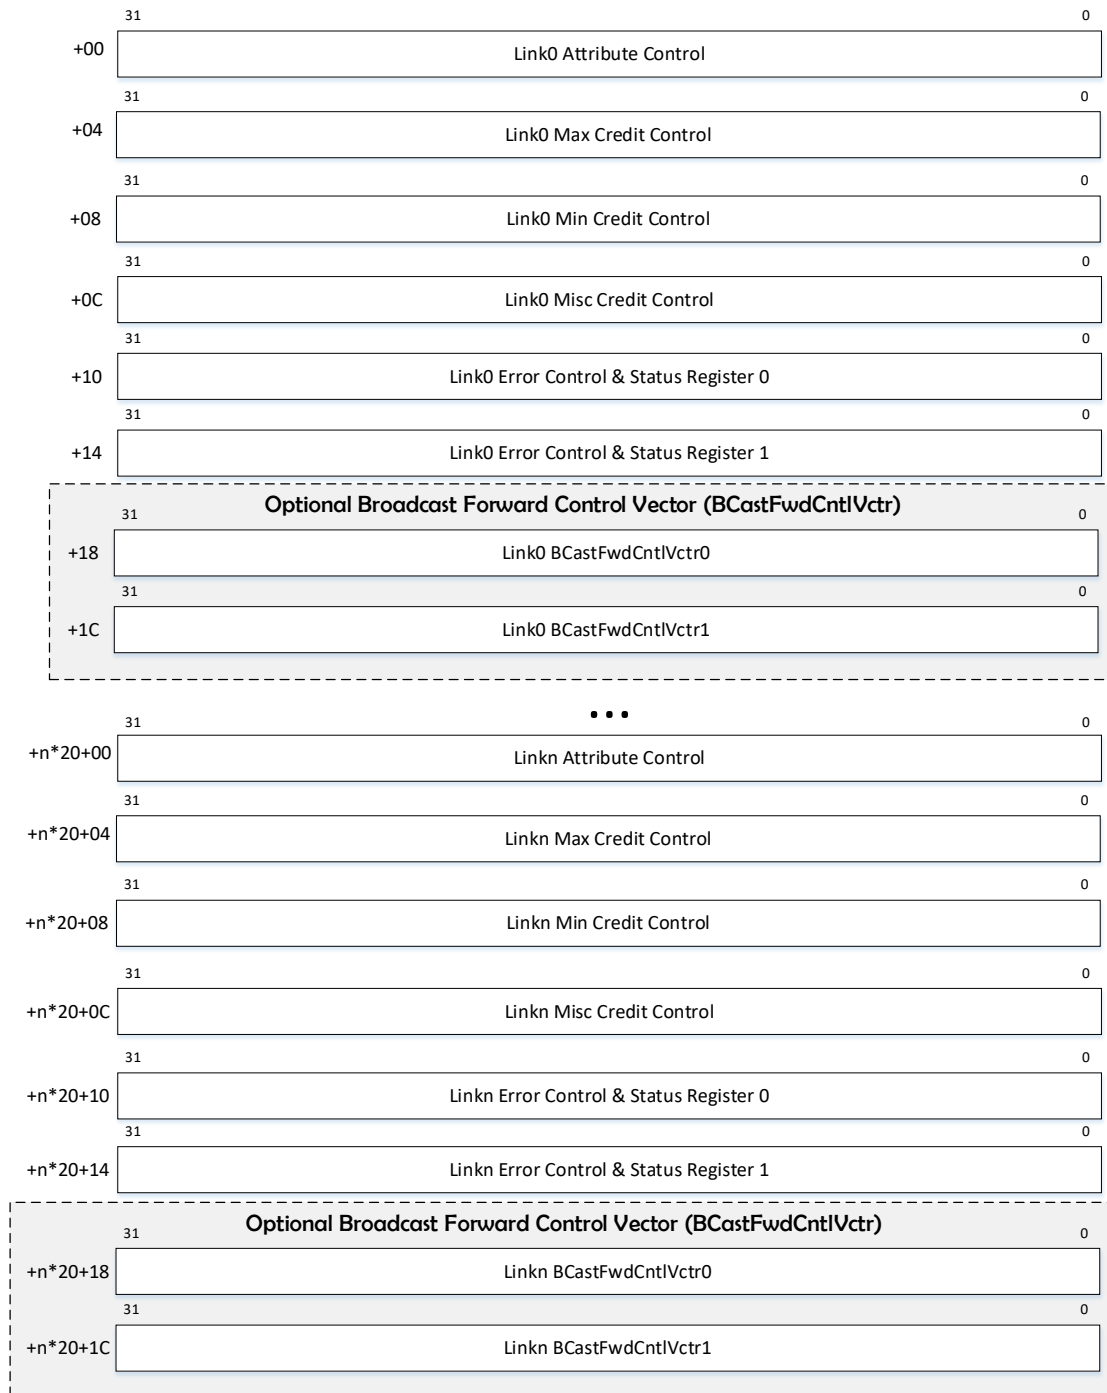 31 0
+00 Link0 Attribute Control
31 0
+04 Link0 Max Credit Control
31 0
+08 Link0 Min Credit Control
31 0
+0C Link0 Misc Credit Control
31 0
+10 Link0 Error Control & Status Register 0
31 0
+14 Link0 Error Control & Status Register 1
Optional Broadcast Forward Control Vector (BCastFwdCntlVctr)
31 0
+18 Link0 BCastFwdCntlVctr0
31 0
+1C Link0 BCastFwdCntlVctr1
...
31 0
+n*20+00 Linkn Attribute Control
31 0
+n*20+04 Linkn Max Credit Control
31 0
+n*20+08 Linkn Min Credit Control
31 0
+n*20+0C Linkn Misc Credit Control
31 0
+n*20+10 Linkn Error Control & Status Register 0
31 0
+n*20+14 Linkn Error Control & Status Register 1
Optional Broadcast Forward Control Vector (BCastFwdCntlVctr)
31 0
+n*20+18 Linkn BCastFwdCntlVctr0
31 0
+n*20+1C Linkn BCastFwdCntlVctr1